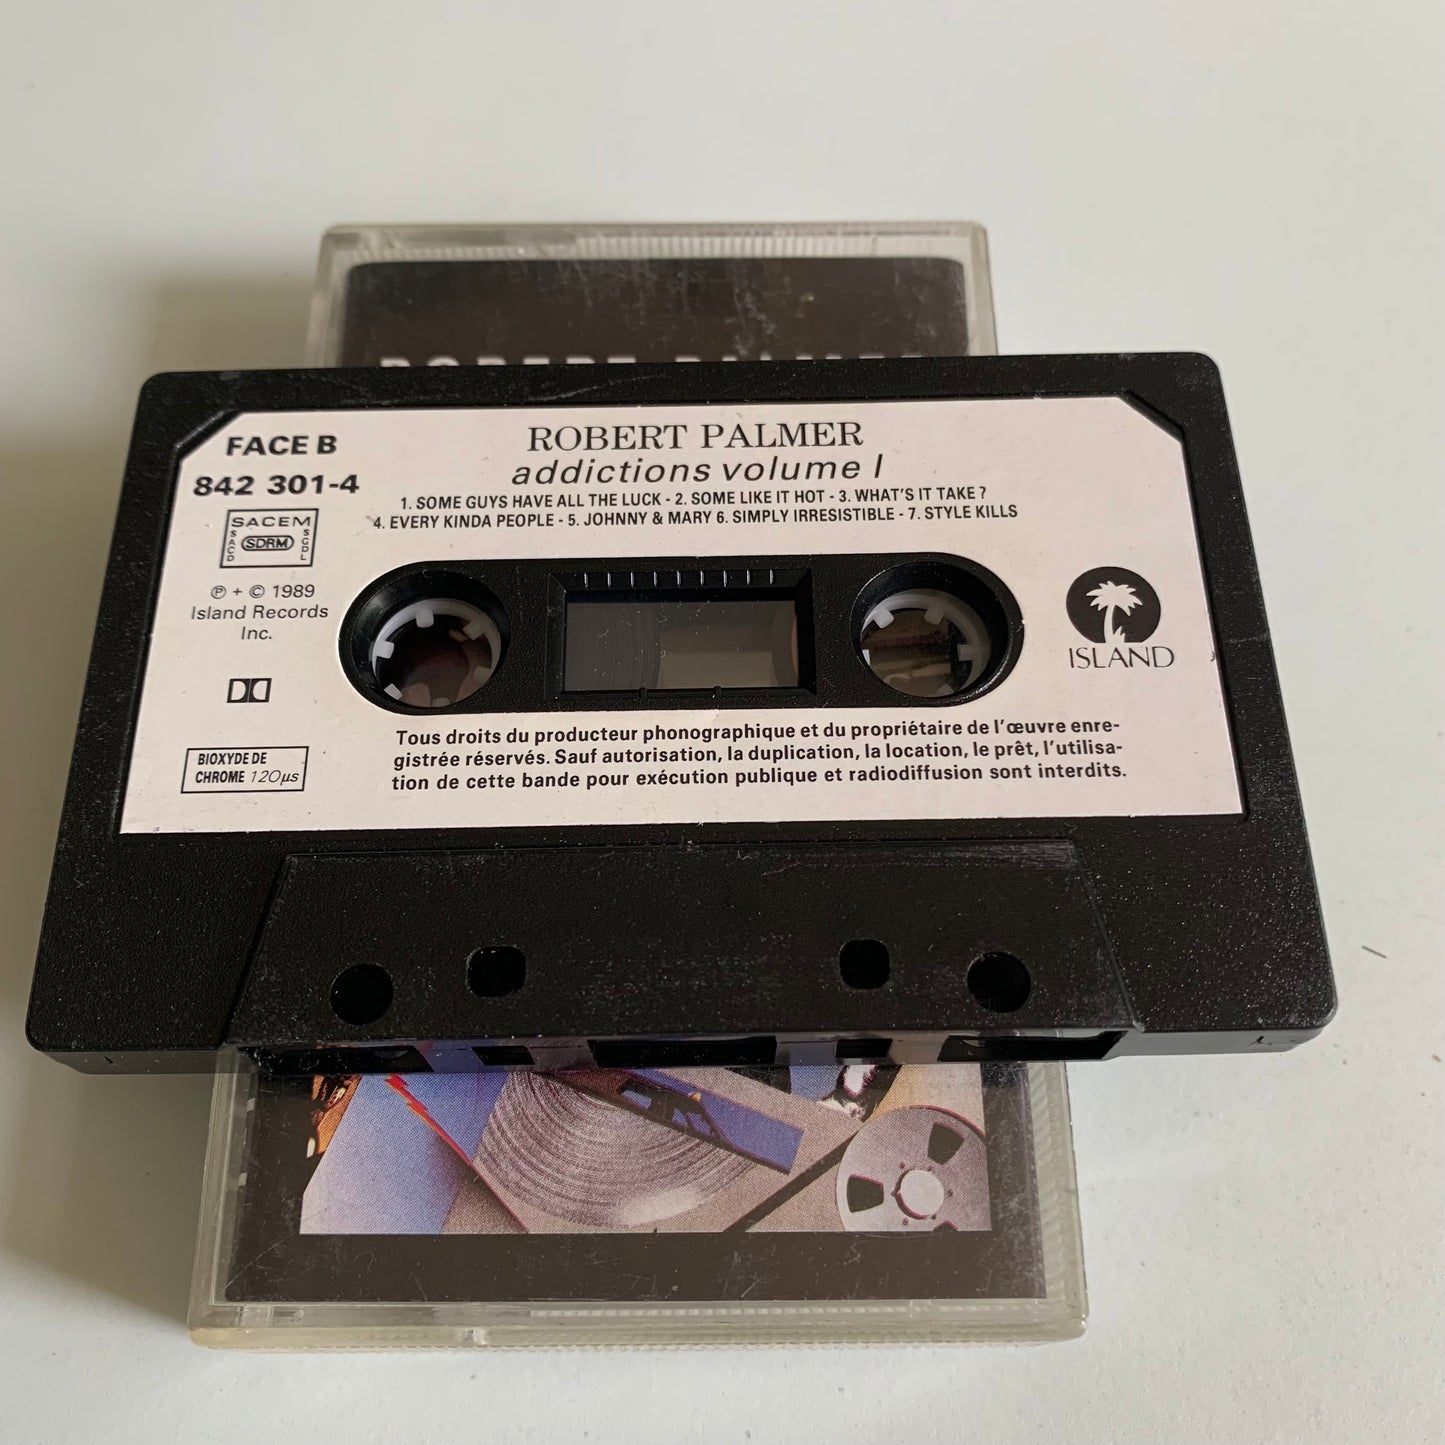 ROBERT PALMER
FACE B
842 301-4
SACEM
SACD
SDRM
SGDL
℗ + © 1989
Island Records
Inc.
BIOXYDE DE
CHROME 120µs
ROBERT PALMER
addictions volume I
1. SOME GUYS HAVE ALL THE LUCK - 2. SOME LIKE IT HOT - 3. WHAT'S IT TAKE ?
4. EVERY KINDA PEOPLE - 5. JOHNNY & MARY 6. SIMPLY IRRESISTIBLE - 7. STYLE KILLS
ISLAND
Tous droits du producteur phonographique et du propriétaire de l'œuvre enre-
gistrée réservés. Sauf autorisation, la duplication, la location, le prêt, l'utilisa-
tion de cette bande pour exécution publique et radiodiffusion sont interdits.